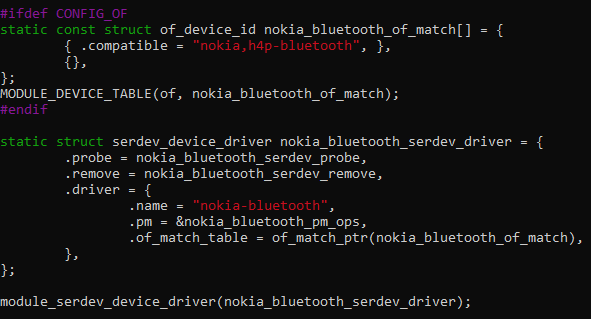 #ifdef CONFIG_OF
static const struct of_device_id nokia_bluetooth_of_match[] = {
        { .compatible = "nokia,h4p-bluetooth", },
        {},
};
MODULE_DEVICE_TABLE(of, nokia_bluetooth_of_match);
#endif

static struct serdev_device_driver nokia_bluetooth_serdev_driver = {
        .probe = nokia_bluetooth_serdev_probe,
        .remove = nokia_bluetooth_serdev_remove,
        .driver = {
                .name = "nokia-bluetooth",
                .pm = &nokia_bluetooth_pm_ops,
                .of_match_table = of_match_ptr(nokia_bluetooth_of_match),
        },
};

module_serdev_device_driver(nokia_bluetooth_serdev_driver);